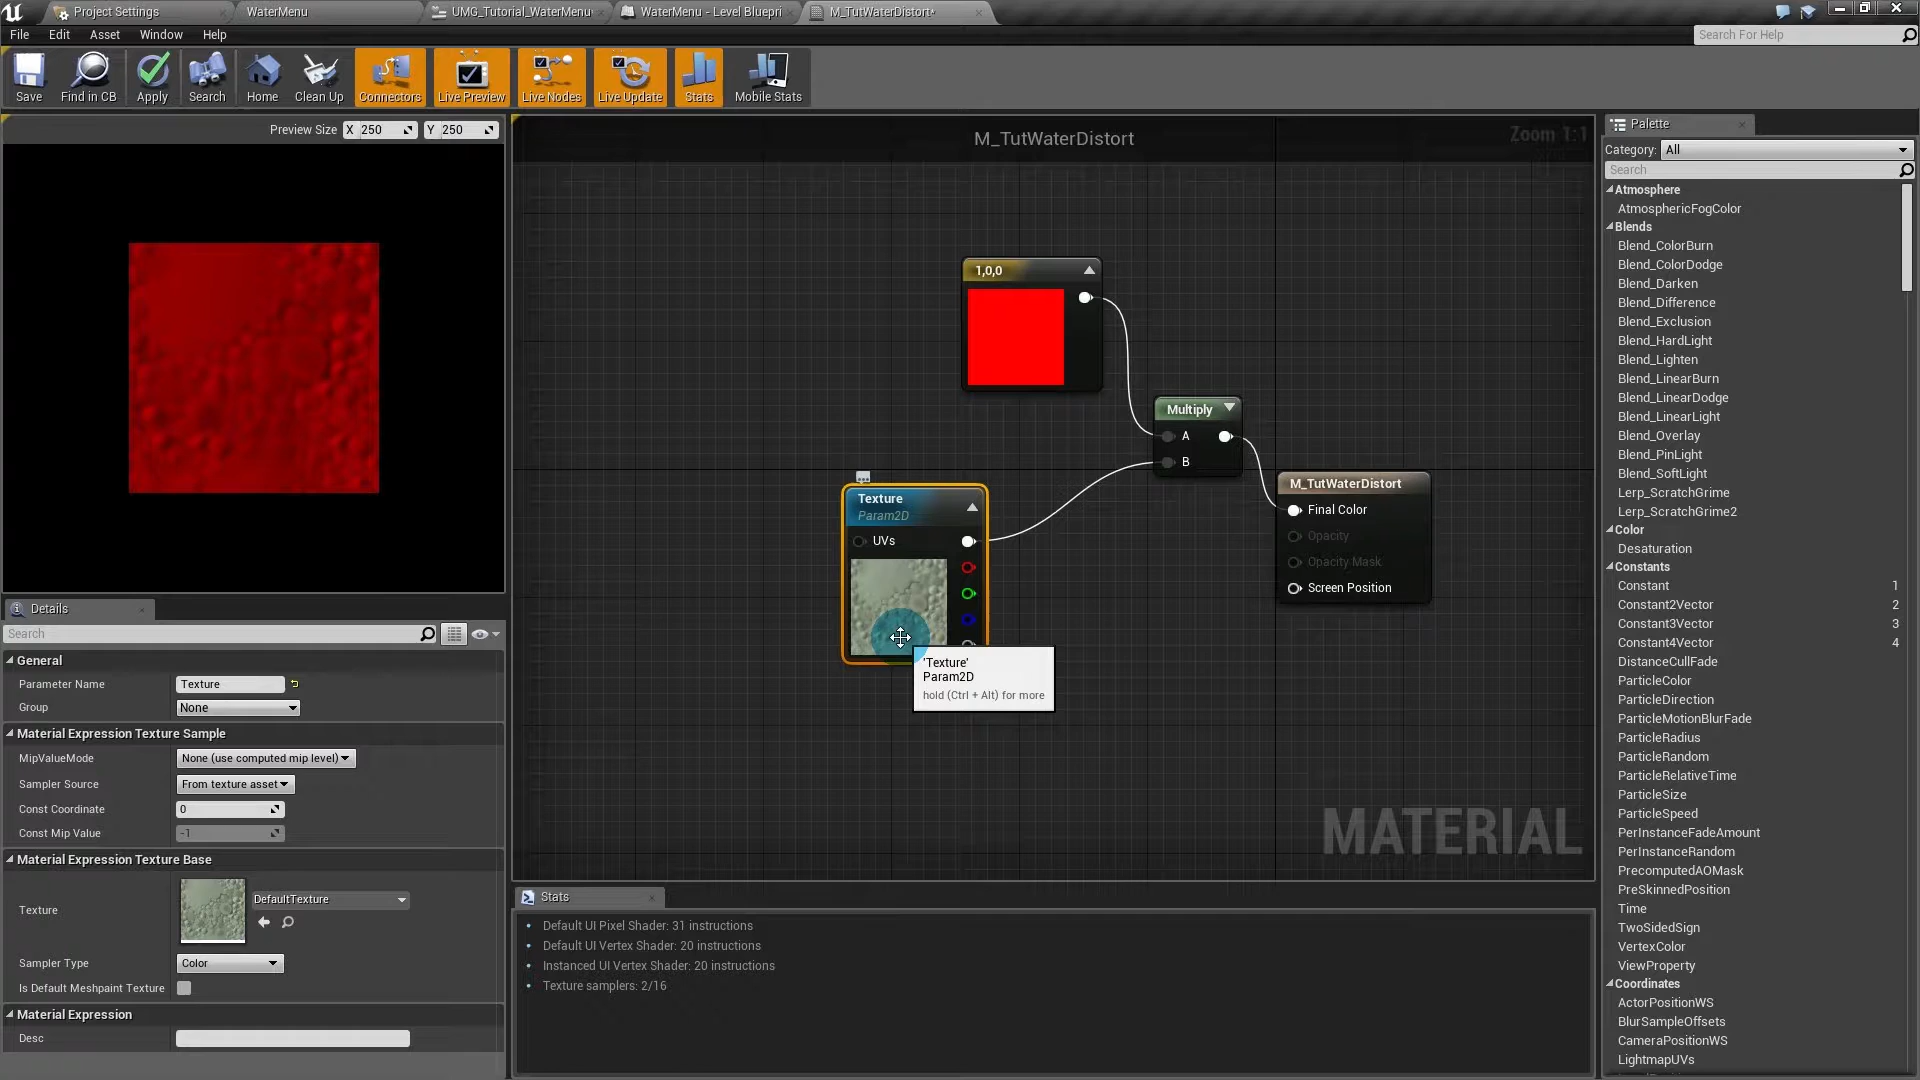 Project Settings
WaterMenu
UMG_Tutorial_WaterMenu
WaterMenu - Level Bluepri
M_TutWaterDistort*
File Edit Asset Window Help
Search For Help
Save
Find in CB
Apply
Search
Home
Clean Up
Connectors
Live Preview
Live Nodes
Live Update
Stats
Mobile Stats
Preview Size X 250 Y 250
M_TutWaterDistort
Zoom 1:1
1,0,0
Multiply
A
B
Texture
Param2D
UVs
M_TutWaterDistort
Final Color
Opacity
Opacity Mask
Screen Position
'Texture'
Param2D
hold (Ctrl + Alt) for more
MATERIAL
Details
Search
General
Parameter Name Texture
Group None
Material Expression Texture Sample
MipValueMode None (use computed mip level)
Sampler Source From texture asset
Const Coordinate 0
Const Mip Value -1
Material Expression Texture Base
Texture DefaultTexture
Sampler Type Color
Is Default Meshpaint Texture
Material Expression
Desc
Stats
Default UI Pixel Shader: 31 instructions
Default UI Vertex Shader: 20 instructions
Instanced UI Vertex Shader: 20 instructions
Texture samplers: 2/16
Palette
Category: All
Search
Atmosphere
AtmosphericFogColor
Blends
Blend_ColorBurn
Blend_ColorDodge
Blend_Darken
Blend_Difference
Blend_Exclusion
Blend_HardLight
Blend_Lighten
Blend_LinearBurn
Blend_LinearDodge
Blend_LinearLight
Blend_Overlay
Blend_PinLight
Blend_SoftLight
Lerp_ScratchGrime
Lerp_ScratchGrime2
Color
Desaturation
Constants
Constant 1
Constant2Vector 2
Constant3Vector 3
Constant4Vector 4
DistanceCullFade
ParticleColor
ParticleDirection
ParticleMotionBlurFade
ParticleRadius
ParticleRandom
ParticleRelativeTime
ParticleSize
ParticleSpeed
PerInstanceFadeAmount
PerInstanceRandom
PrecomputedAOMask
PreSkinnedPosition
Time
TwoSidedSign
VertexColor
ViewProperty
Coordinates
ActorPositionWS
BlurSampleOffsets
CameraPositionWS
LightmapUVs